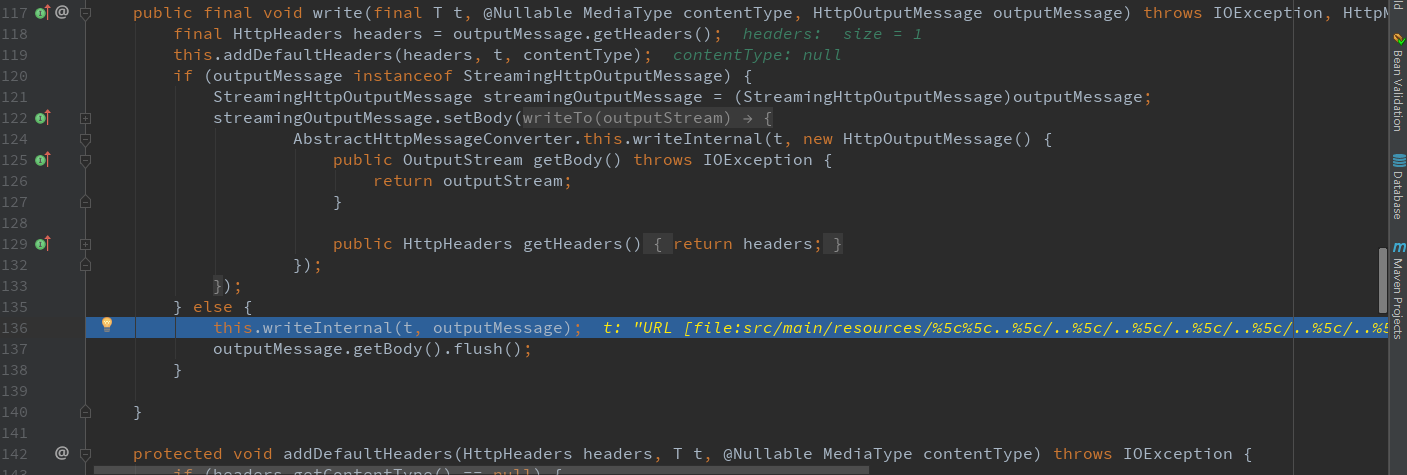 117 @ public final void write(final T t, @Nullable MediaType contentType, HttpOutputMessage outputMessage) throws IOException, HttpM
118 final HttpHeaders headers = outputMessage.getHeaders(); headers: size = 1
119 this.addDefaultHeaders(headers, t, contentType); contentType: null
120 if (outputMessage instanceof StreamingHttpOutputMessage) {
121 StreamingHttpOutputMessage streamingOutputMessage = (StreamingHttpOutputMessage)outputMessage;
122 streamingOutputMessage.setBody(writeTo(outputStream) → {
124 AbstractHttpMessageConverter.this.writeInternal(t, new HttpOutputMessage() {
125 public OutputStream getBody() throws IOException {
126 return outputStream;
127 }
128
129 public HttpHeaders getHeaders() { return headers; }
132 });
133 });
135 } else {
136 this.writeInternal(t, outputMessage); t: "URL [file:src/main/resources/%5c%5c..%5c/..%5c/..%5c/..%5c/..%5c/..%5c/..%5
137 outputMessage.getBody().flush();
138 }
139
140 }
141
142 @ protected void addDefaultHeaders(HttpHeaders headers, T t, @Nullable MediaType contentType) throws IOException {
143 if (headers.getContentType() == null) {
Bean Validation
Database
m Maven Projects